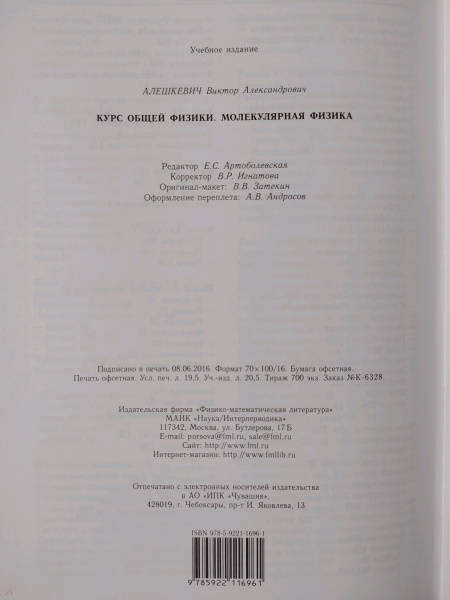 Учебное издание
АЛЕШКЕВИЧ Виктор Александрович
КУРС ОБЩЕЙ ФИЗИКИ. МОЛЕКУЛЯРНАЯ ФИЗИКА
Редактор Е.С. Артоболевская
Корректор В.Р. Игнатова
Оригинал-макет: В.В. Затекин
Оформление переплета: А.В. Андросов
Подписано в печать 08.06.2016. Формат 70×100/16. Бумага офсетная.
Печать офсетная. Усл. печ. л. 19,5. Уч.-изд. л. 20,5. Тираж 700 экз. Заказ №К-6328.
Издательская фирма «Физико-математическая литература»
МАИК «Наука/Интерпериодика»
117342, Москва, ул. Бутлерова, 17 Б
E-mail: porsova@fml.ru, sale@fml.ru
Сайт: http://www.fml.ru
Интернет-магазин: http://www.fmllib.ru
Отпечатано с электронных носителей издательства
в АО «ИПК «Чувашия»,
428019, г. Чебоксары, пр-т И. Яковлева, 13
ISBN 978-5-9221-1696-1
9 785922 116961